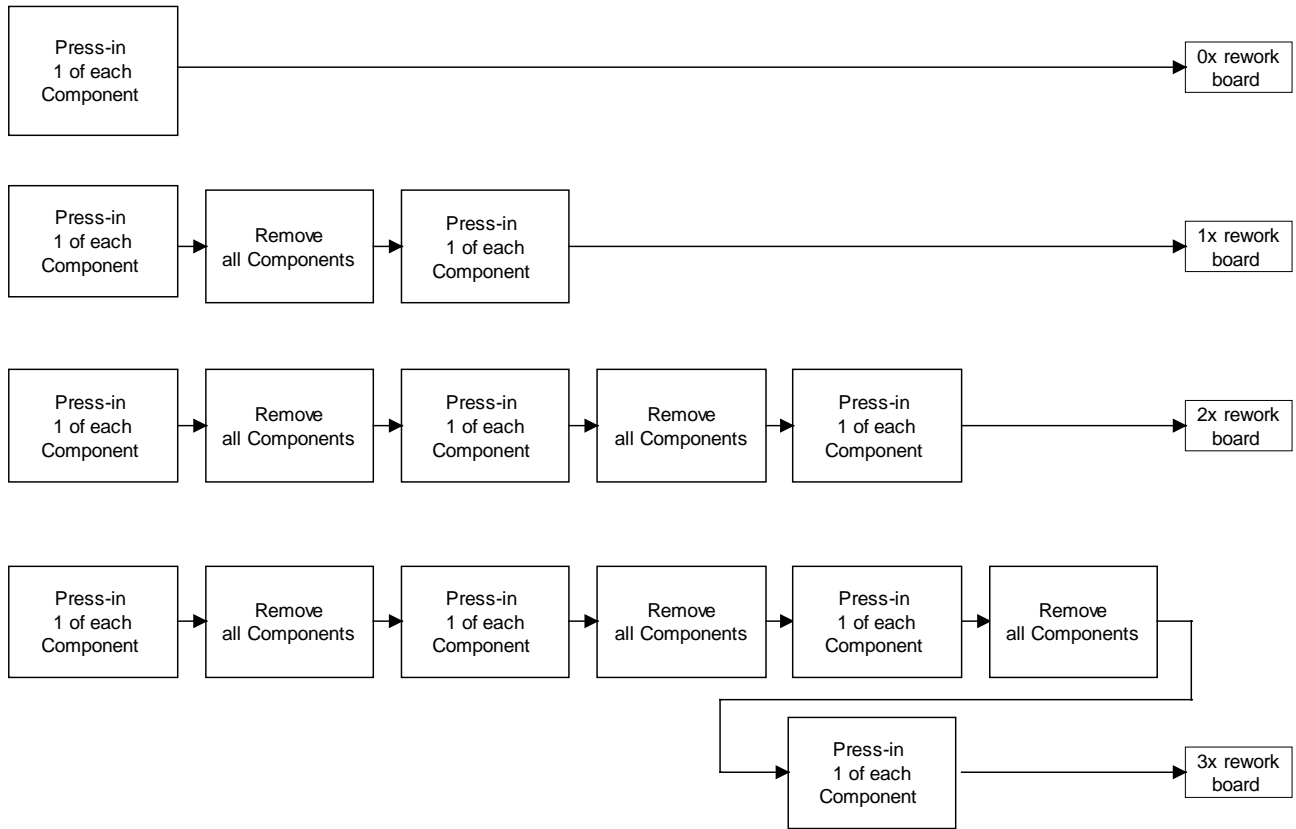 Press-in
1 of each
Component
0x rework
board
Press-in
1 of each
Component
Remove
all Components
Press-in
1 of each
Component
1x rework
board
Press-in
1 of each
Component
Remove
all Components
Press-in
1 of each
Component
Remove
all Components
Press-in
1 of each
Component
2x rework
board
Press-in
1 of each
Component
Remove
all Components
Press-in
1 of each
Component
Remove
all Components
Press-in
1 of each
Component
Remove
all Components
Press-in
1 of each
Component
3x rework
board